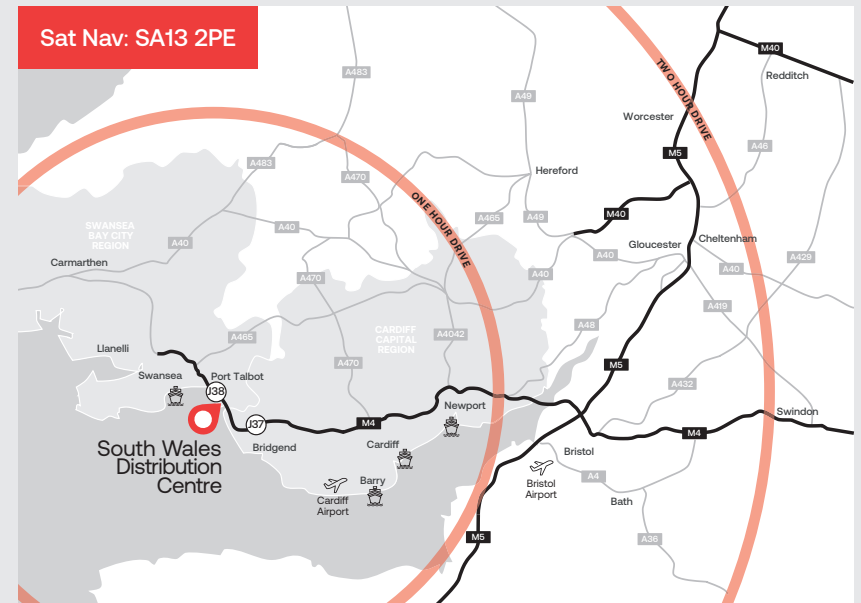 Sat Nav: SA13 2PE
A483
A49
M40
Redditch
TWO HOUR DRIVE
Worcester
A46
M5
A483
A470
Hereford
ONE HOUR DRIVE
A465
A49
M40
SWANSEA
BAY CITY
REGION
A40
A40
Gloucester
Cheltenham
A40
A429
Carmarthen
A470
A40
A40
A419
A48
CARDIFF
CAPITAL
REGION
A465
A4042
Llanelli
A470
M5
Swansea
Port Talbot
A432
J38
Newport
Swindon
J37
M4
M4
South Wales
Distribution
Centre
Bridgend
Cardiff
Bristol
Barry
Cardiff
Airport
Bristol
Airport
A4
Bath
M5
A36